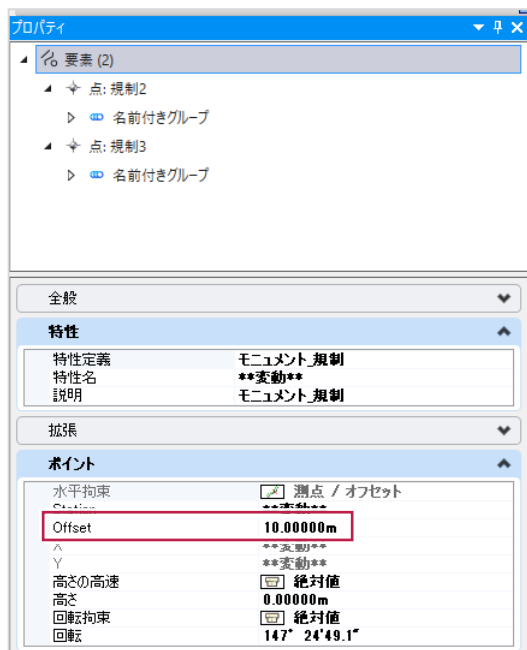 プロパティ
要素 (2)
点: 規制2
名前付きグループ
点: 規制3
名前付きグループ
全般
特性
特性定義 モニュメント_規制
特性名 **変動**
説明 モニュメント_規制
拡張
ポイント
水平拘束 測点 / オフセット
Station **変動**
Offset 10.00000m
X **変動**
Y **変動**
高さの高速 絶対値
高さ 0.00000m
回転拘束 絶対値
回転 147° 24'49.1"